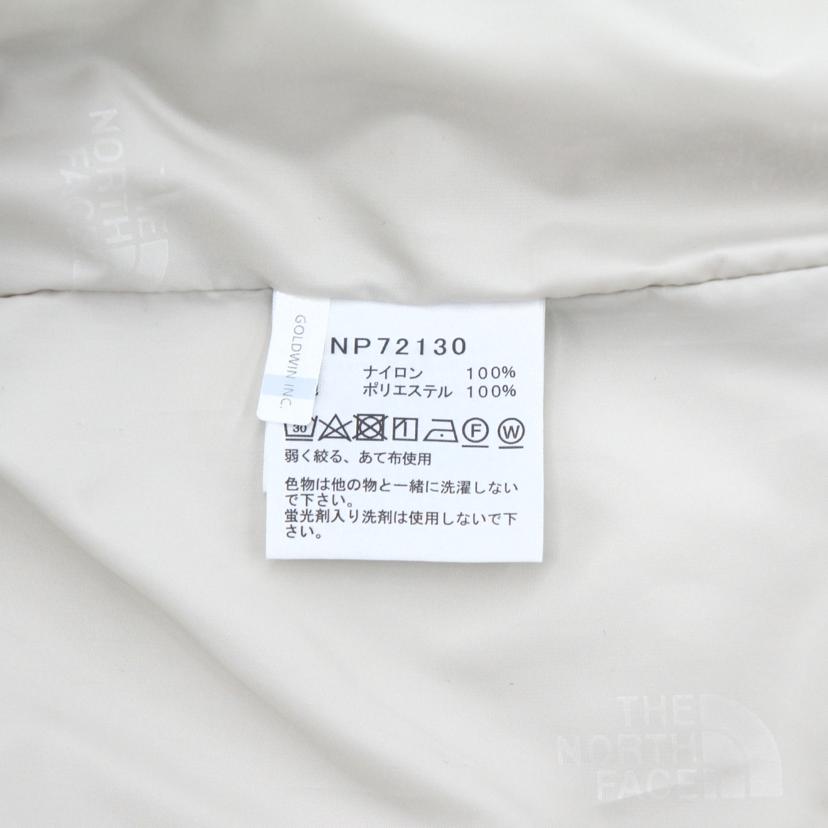 THE
NORTH
FACE
GOLDWIN INC.
NP72130
ナイロン 100%
ポリエステル 100%
30
F
W
弱く絞る、あて布使用
色物は他の物と一緒に洗濯しない
で下さい。
蛍光剤入り洗剤は使用しないで下
さい。
THE
NORTH
FACE